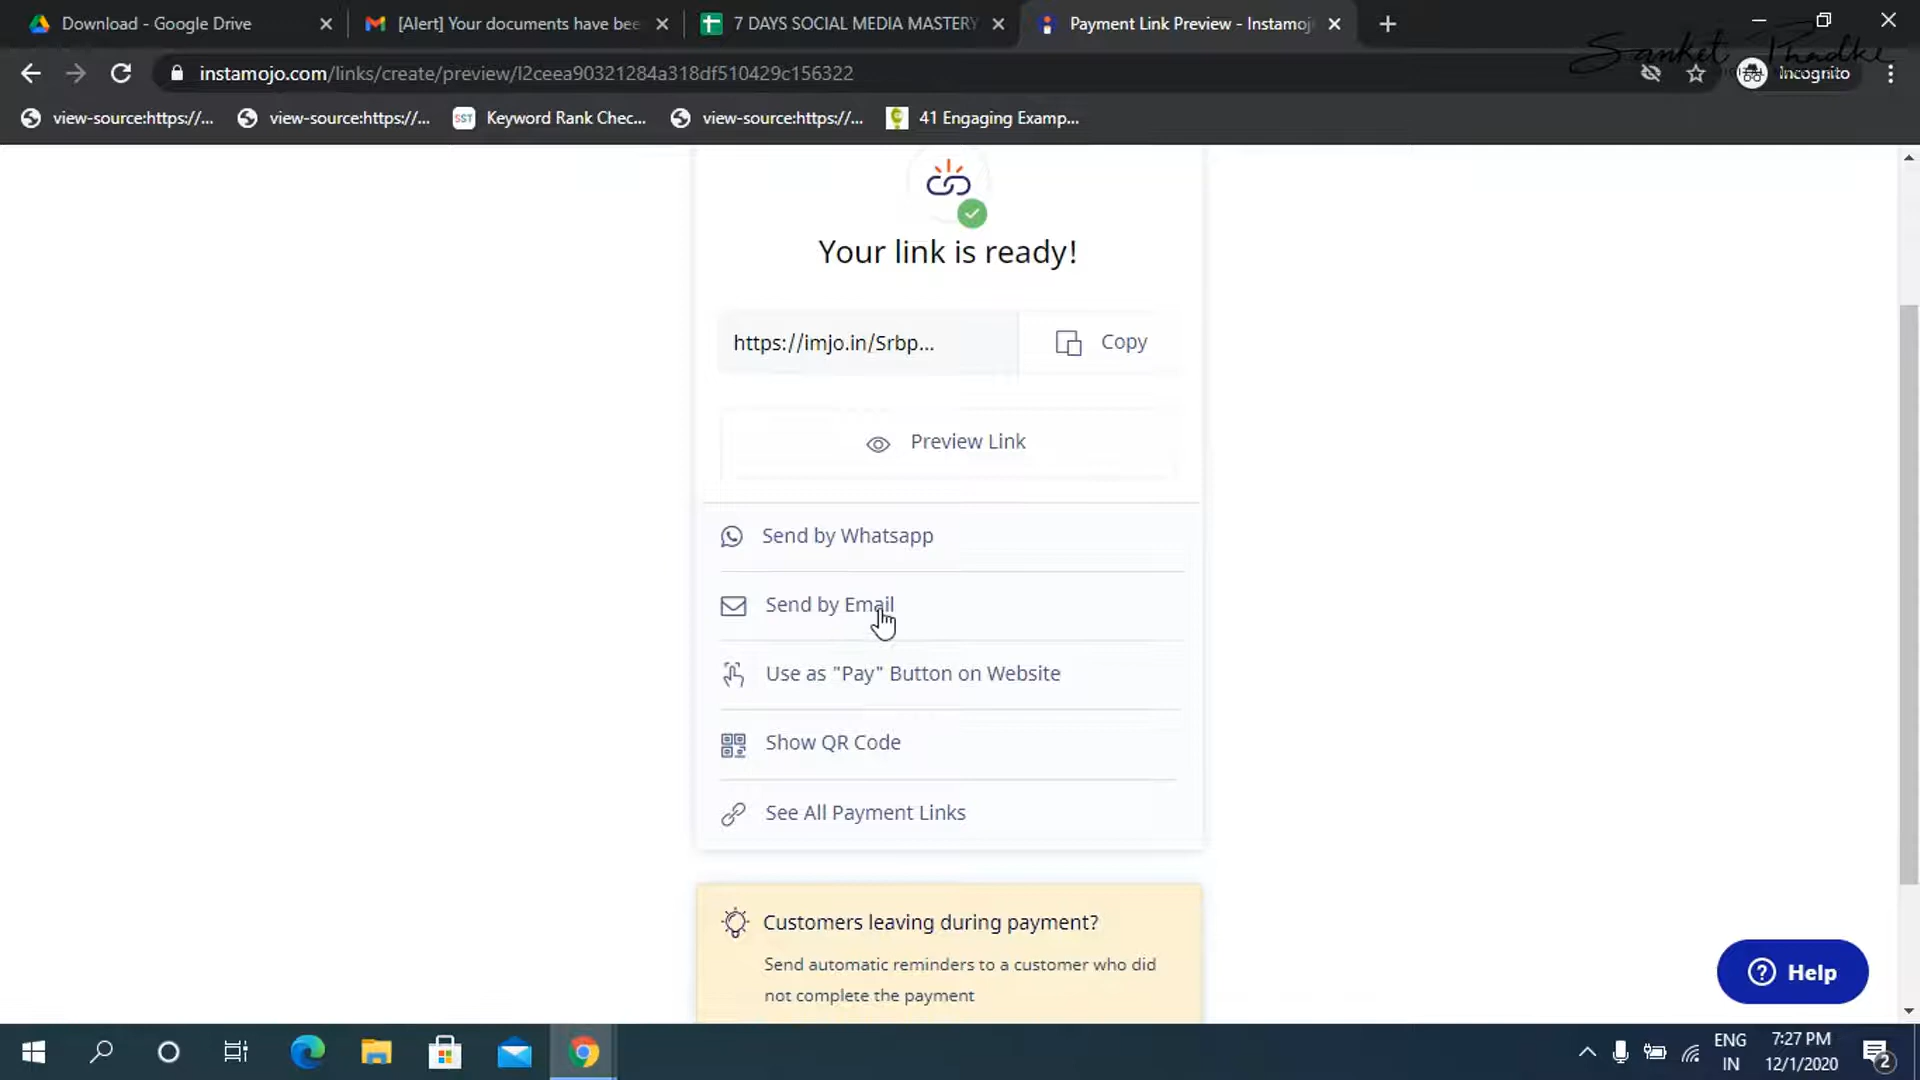 Download - Google Drive
[Alert] Your documents have bee
7 DAYS SOCIAL MEDIA MASTERY
Payment Link Preview - Instamoj
Sanket Phadke
instamojo.com/links/create/preview/l2ceea90321284a318df510429c156322
Incognito
view-source:https://...
view-source:https://...
SST
Keyword Rank Chec...
view-source:https://...
41 Engaging Examp...
Your link is ready!
https://imjo.in/Srbp...
Copy
Preview Link
Send by Whatsapp
Send by Email
Use as "Pay" Button on Website
Show QR Code
See All Payment Links
Customers leaving during payment?
Send automatic reminders to a customer who did
not complete the payment
Help
ENG
IN
7:27 PM
12/1/2020
2